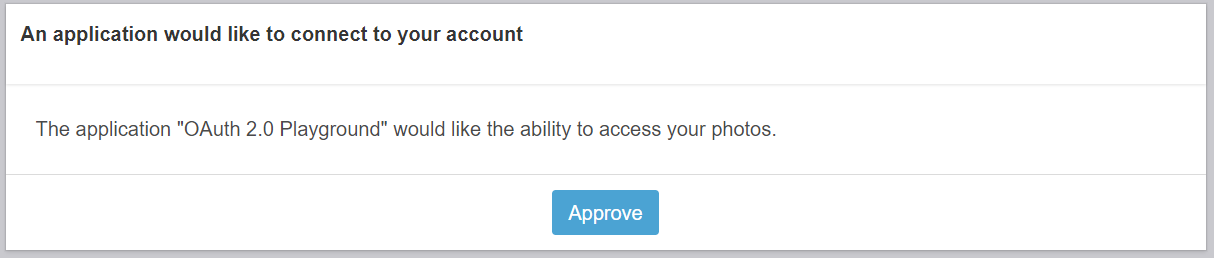 An application would like to connect to your account
The application "OAuth 2.0 Playground" would like the ability to access your photos.
Approve